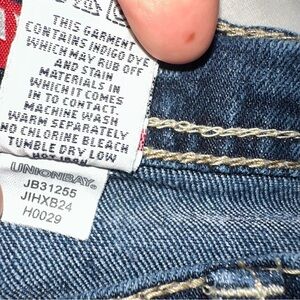 THIS GARMENT
CONTAINS INDIGO DYE
WHICH MAY RUB OFF
AND STAIN
MATERIALS IN
WHICH IT COMES
IN TO CONTACT
MACHINE WASH
WARM SEPARATELY
NO CHLORINE BLEACH
TUMBLE DRY LOW
UNIONBAY
JB31255
JIHXB24
H0029